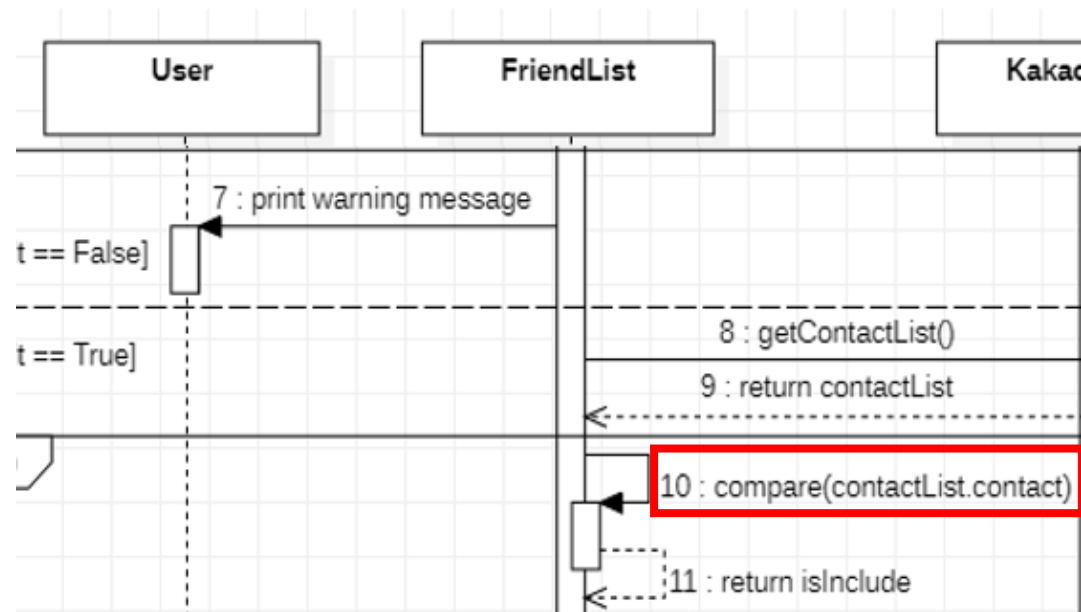 User
FriendList
Kakao
7 : print warning message
t == False]
8 : getContactList()
t == True]
9 : return contactList
10 : compare(contactList.contact)
11 : return isInclude